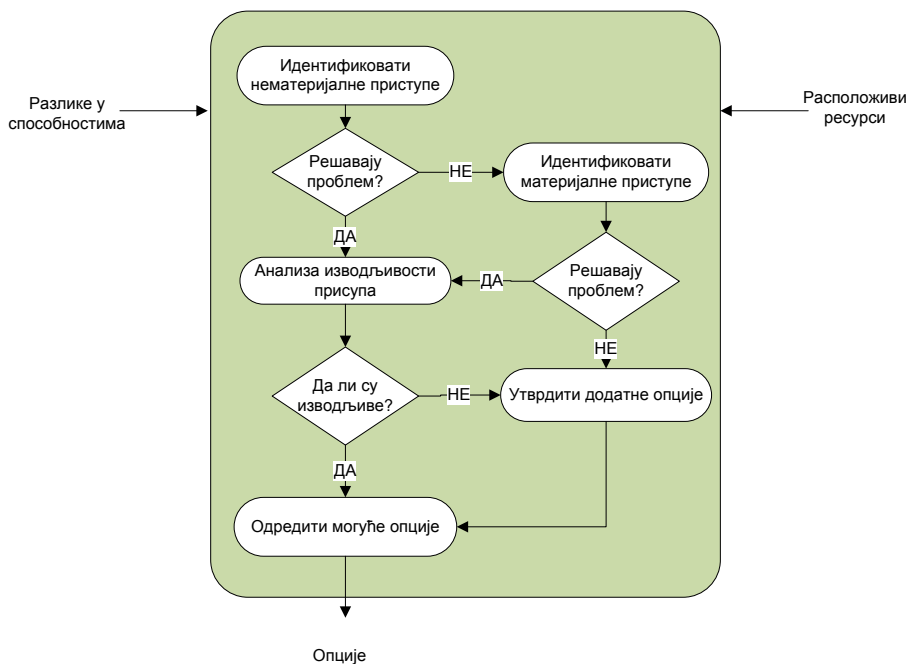 Идентификовати
нематеријалне приступе
Разлике у
способностима
Расположиви
ресурси
Решавају
проблем?
НЕ
Идентификовати
материјалне приступе
ДА
Анализа изводљивости
присупа
ДА
Решавају
проблем?
НЕ
Да ли су
изводљиве?
НЕ
Утврдити додатне опције
ДА
Одредити могуће опције
Опције